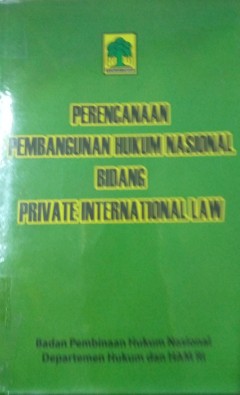 PERENCANAAN
PEMBANGUNAN HUKUM NASIONAL
BIDANG
PRIVATE INTERNATIONAL LAW
Badan Pembinaan Hukum Nasional
Departemen Hukum dan HAM RI